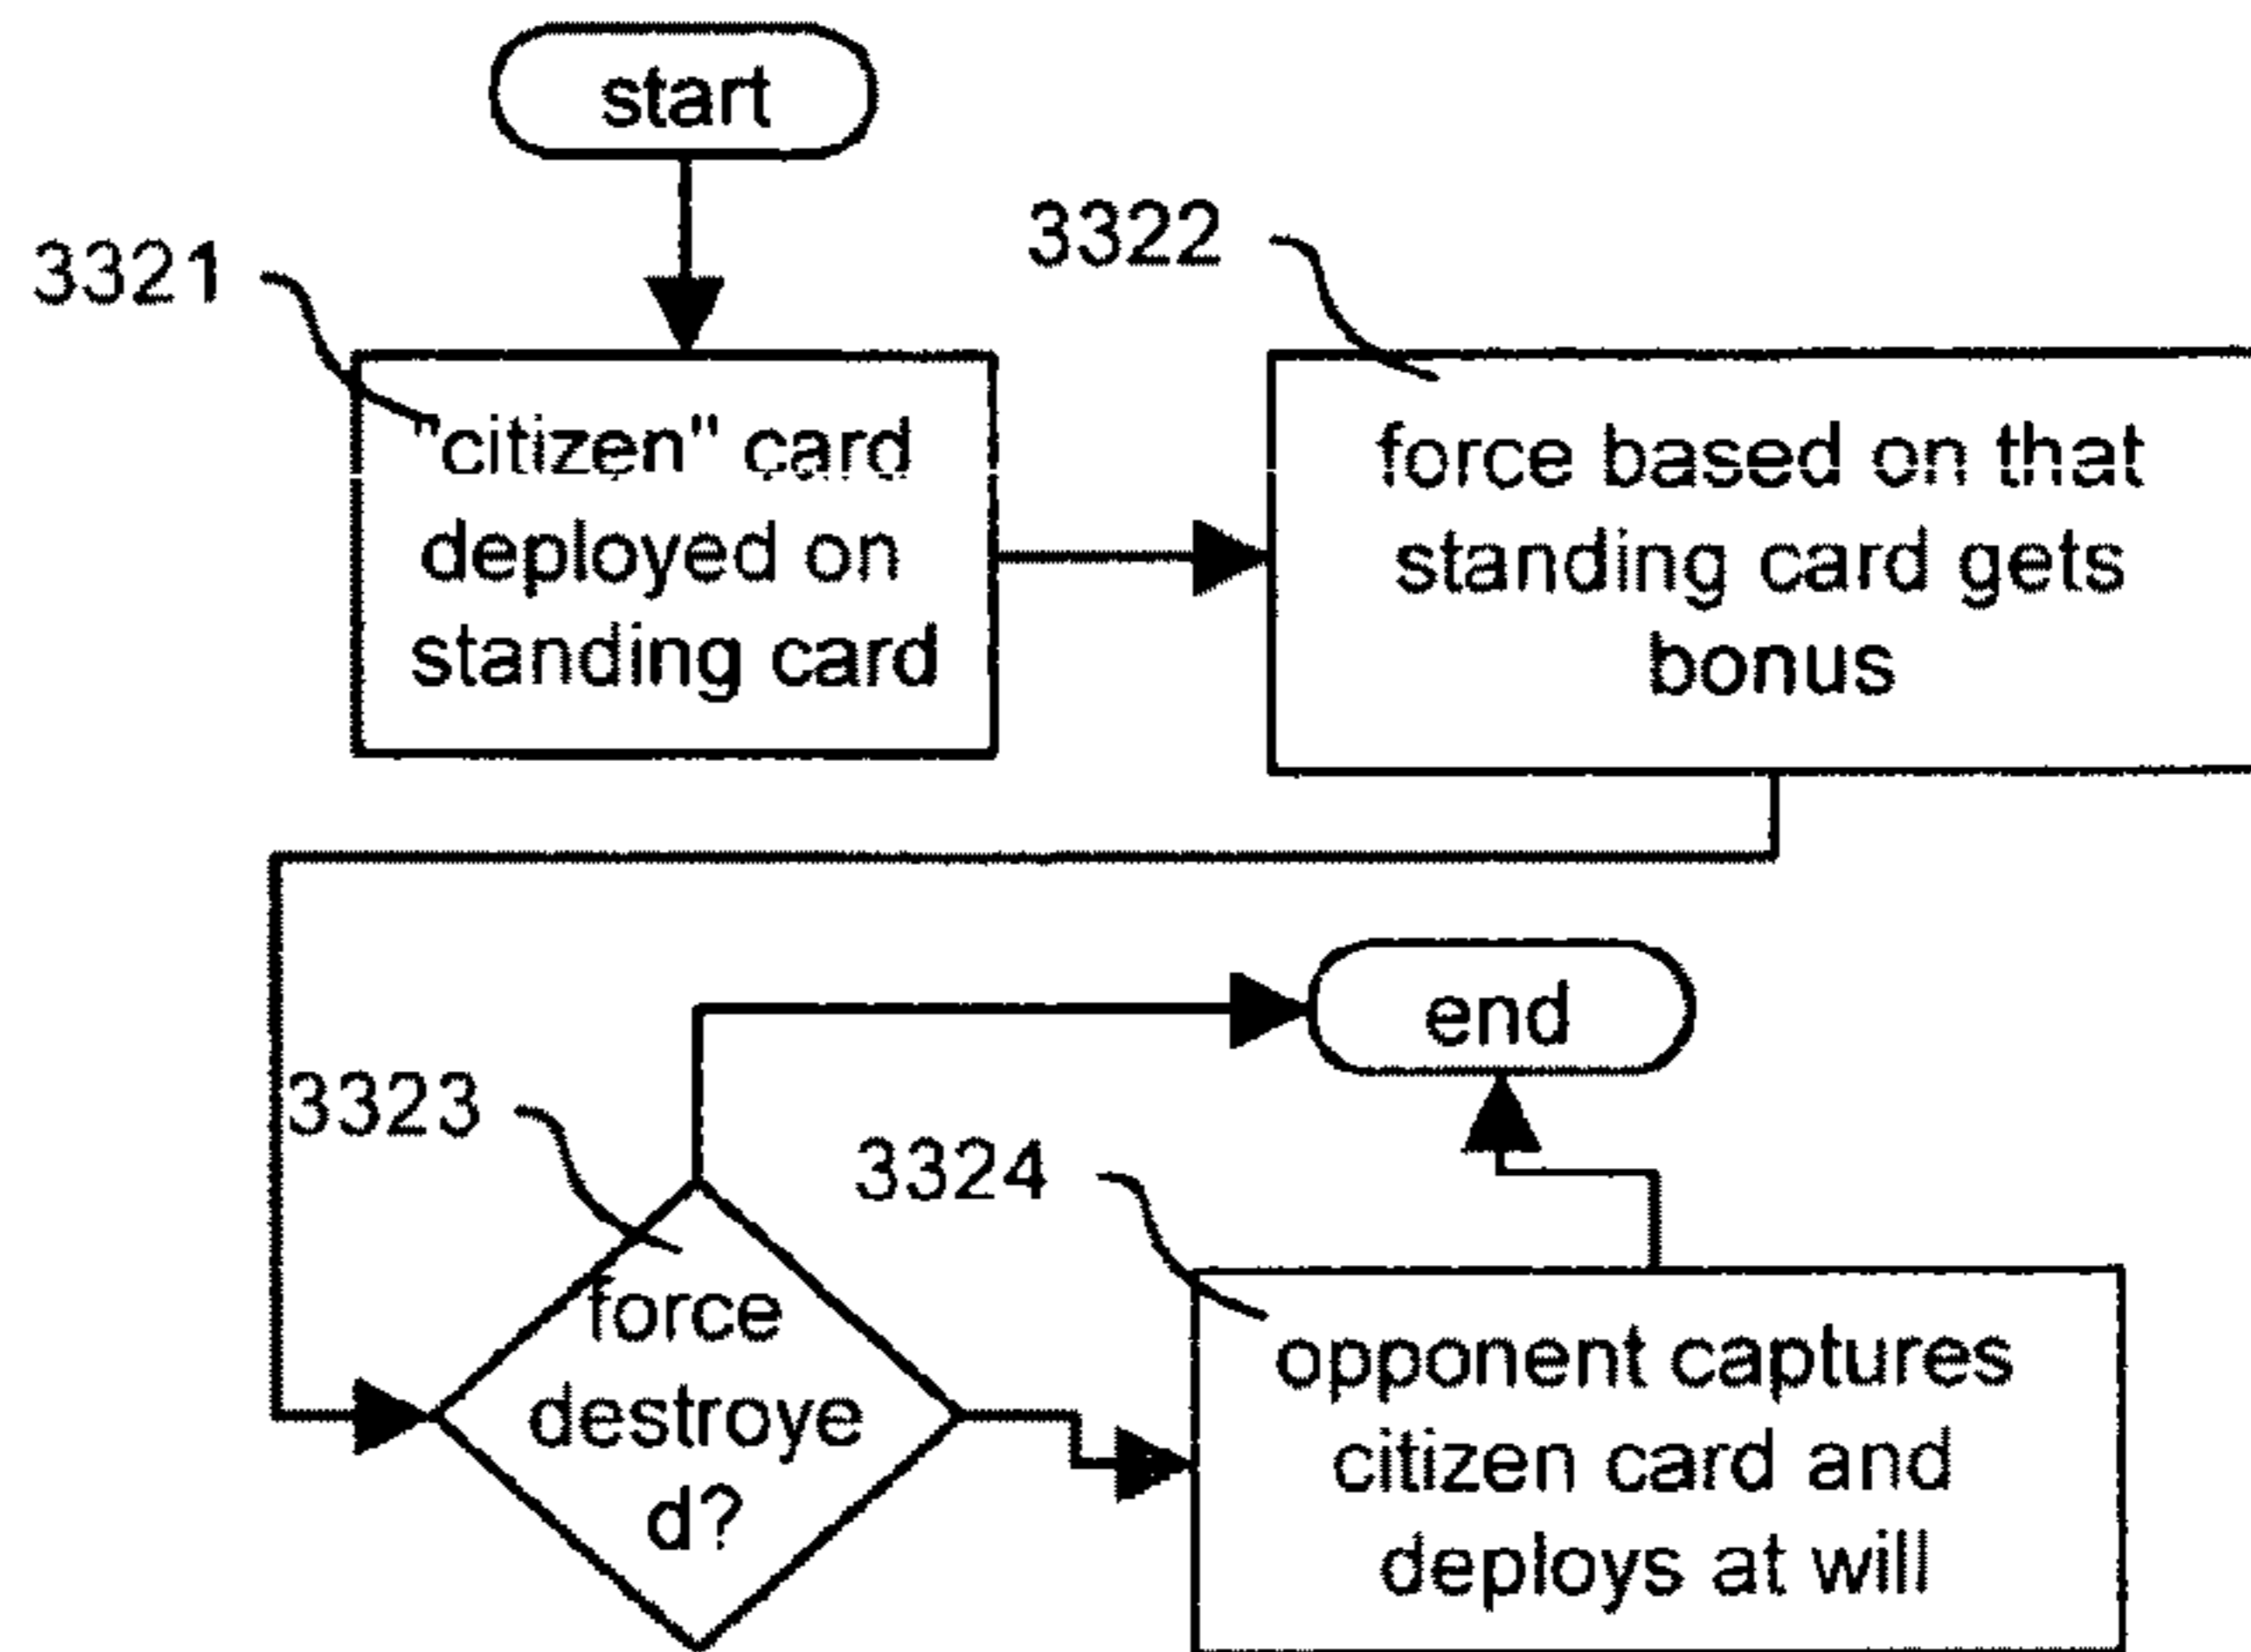 start
3321
3322
"citizen" card
deployed on
standing card
force based on that
standing card gets
bonus
end
3323
3324
force
destroye
d?
opponent captures
citizen card and
deploys at will